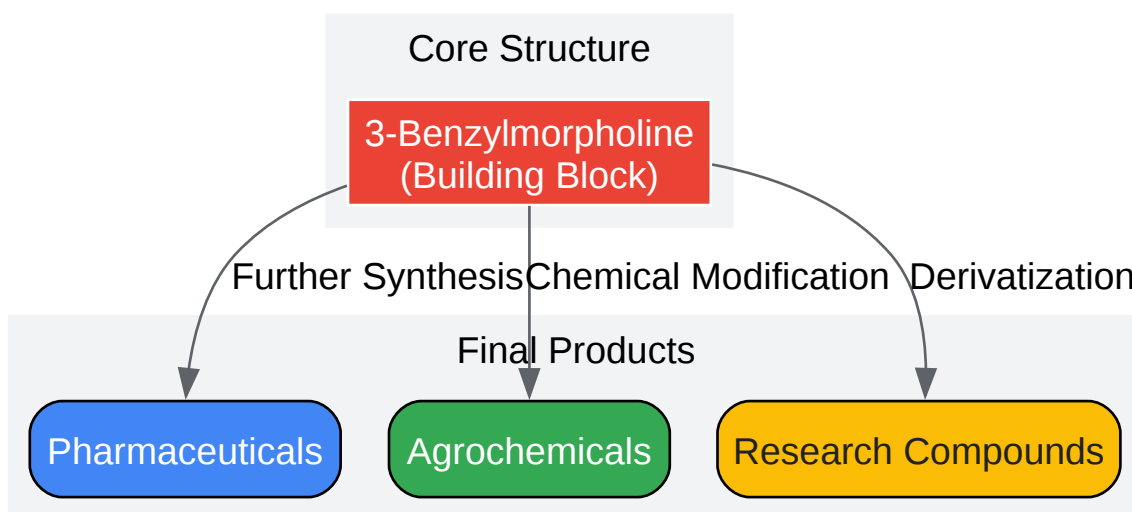 Core Structure
3-Benzylmorpholine
(Building Block)
Further Synthesis
Chemical Modification
Derivatization
Final Products
Pharmaceuticals
Agrochemicals
Research Compounds